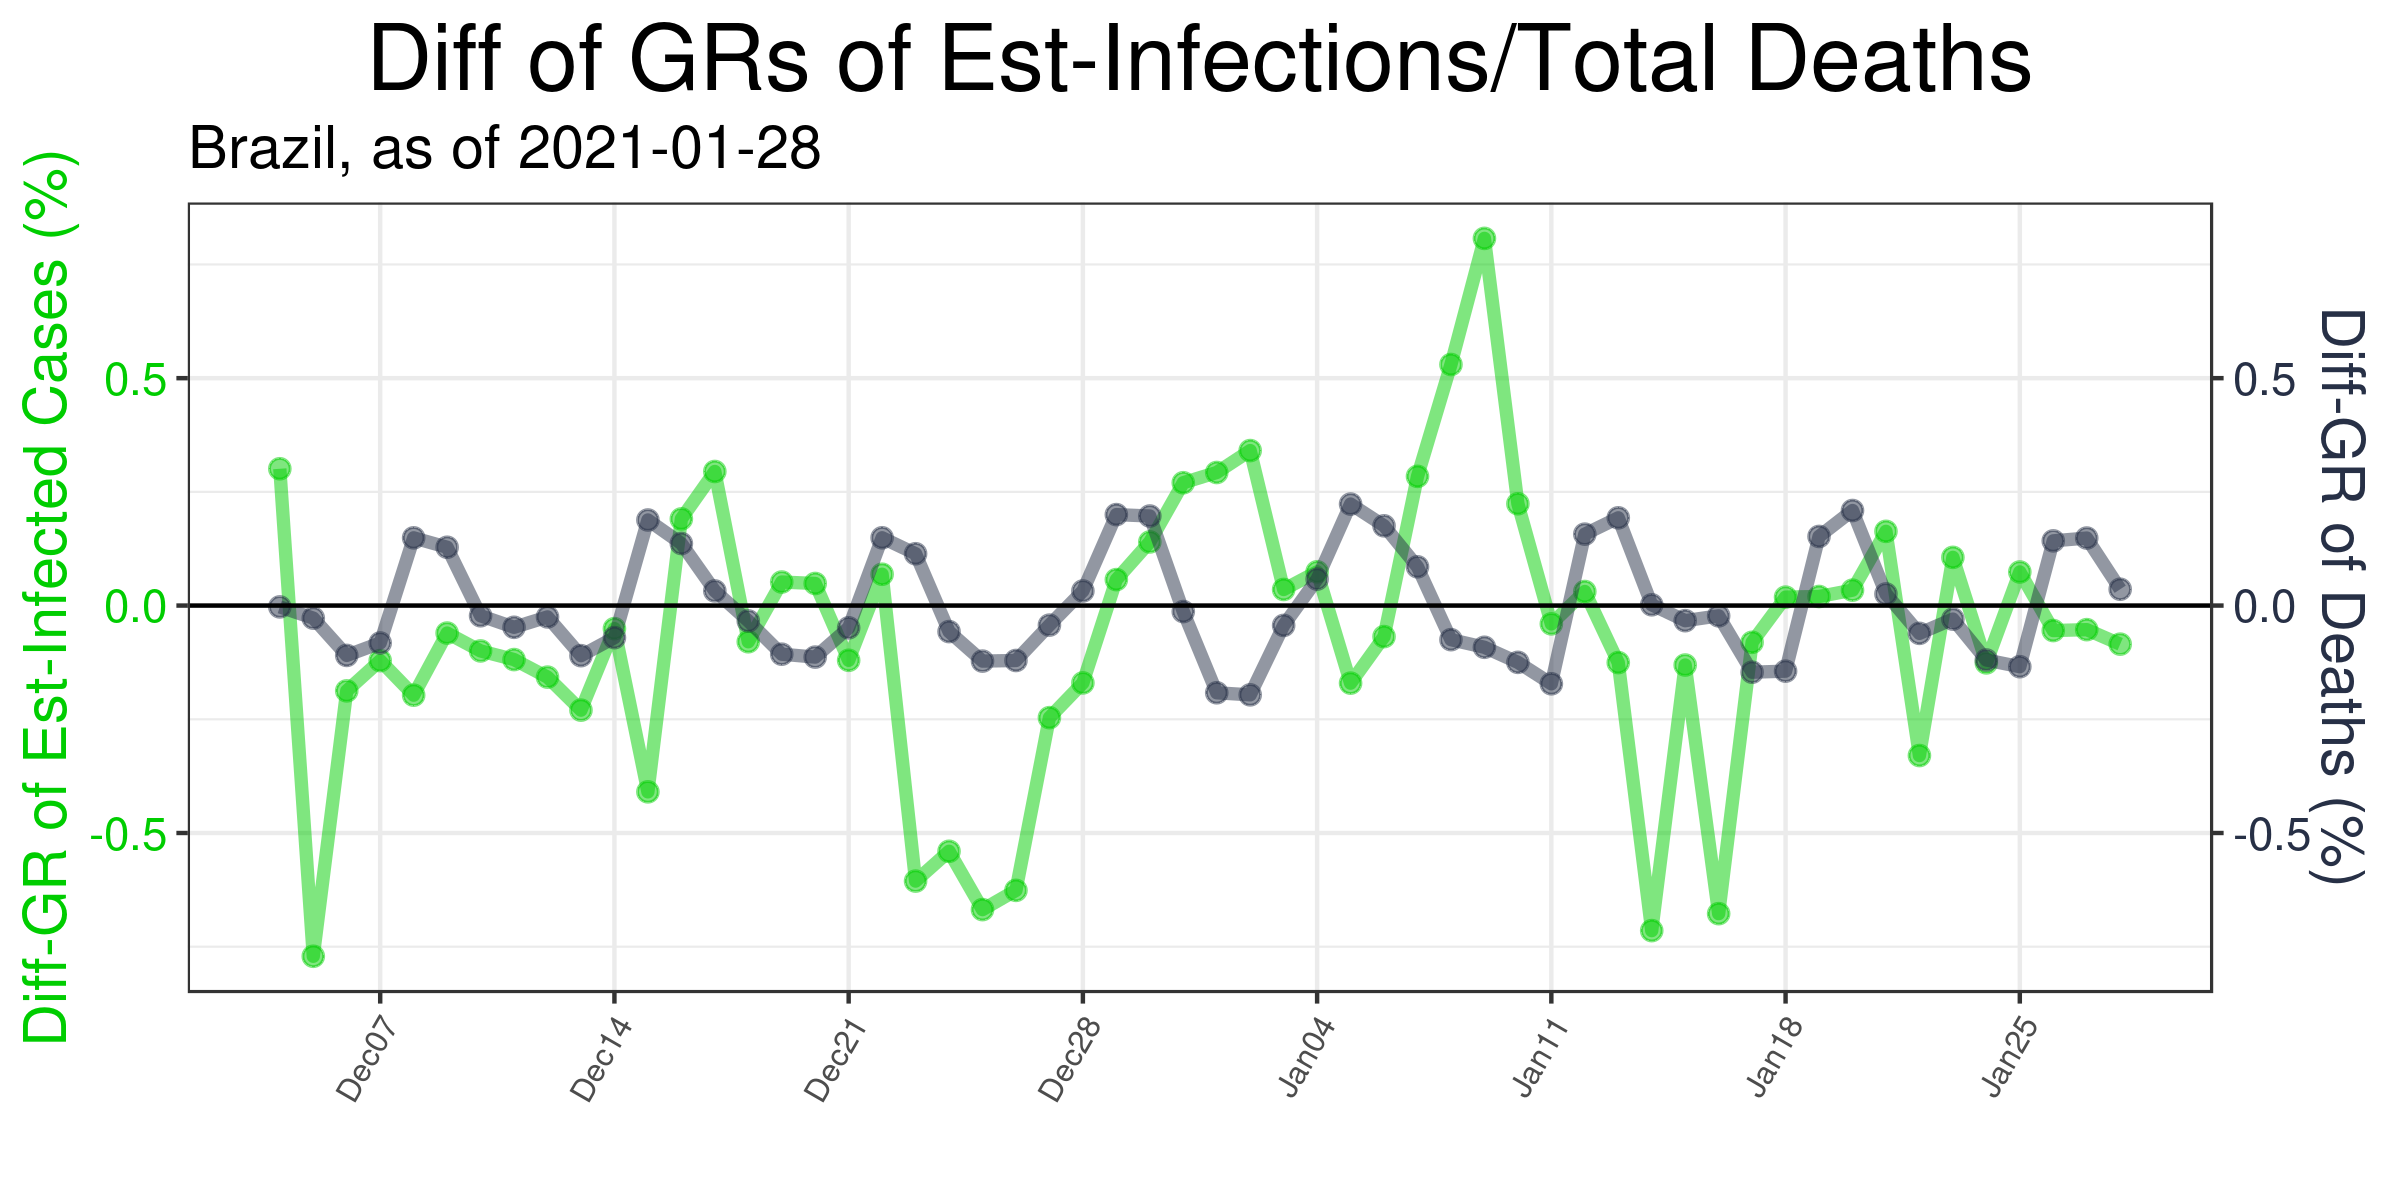 Diff of GRs of Est-Infections/Total Deaths
Brazil, as of 2021-01-28
Diff-GR of Est-Infected Cases (%)
0.5
0.0
-0.5
0.5
0.0
-0.5
Diff-GR of Deaths (%)
Dec07
Dec14
Dec21
Dec28
Jan04
Jan11
Jan18
Jan25